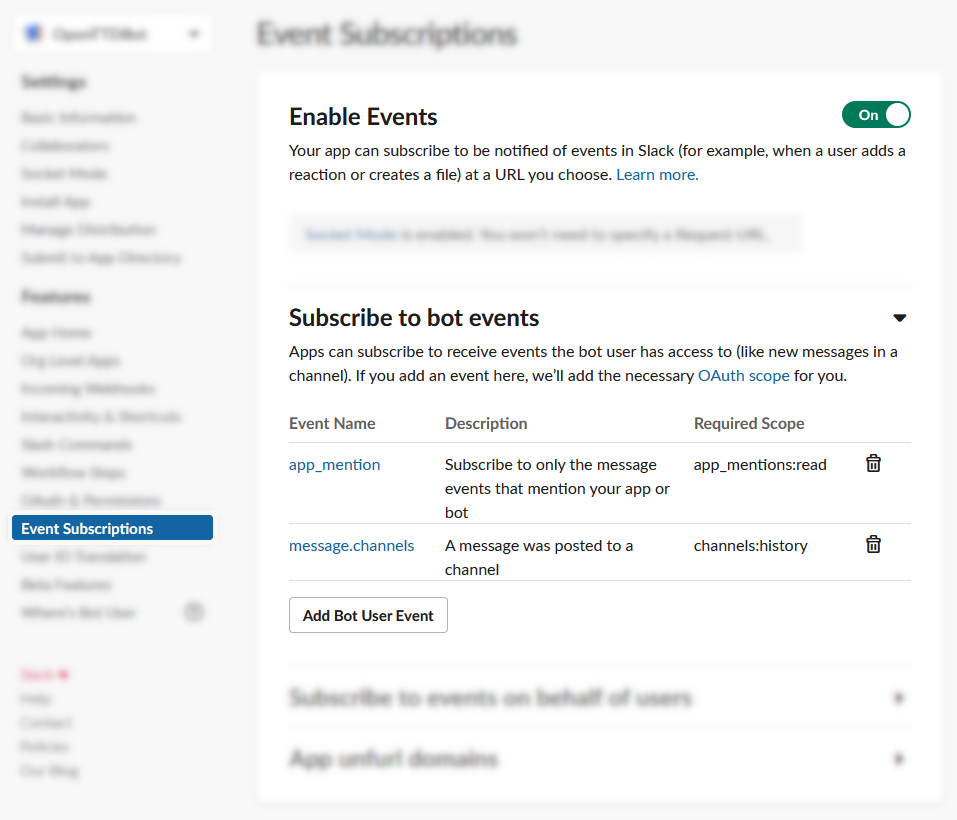 Event Subscriptions
Settings
Basic Information
Collaborators
Socket Mode
Install App
Manage Distribution
Submit to App Directory
Features
App Home
Org Level Apps
Incoming Webhooks
Interactivity & Shortcuts
Slash Commands
Workflow Steps
OAuth & Permissions
Event Subscriptions
User ID Translation
Beta Features
Where's Bot User
Slack
Help
Contact
Policies
Our Blog
Enable Events
On
Your app can subscribe to be notified of events in Slack (for example, when a user adds a
reaction or creates a file) at a URL you choose. Learn more.
Socket Mode is enabled. You won't need to specify a Request URL.
Subscribe to bot events
Apps can subscribe to receive events the bot user has access to (like new messages in a
channel). If you add an event here, we’ll add the necessary OAuth scope for you.
Event Name Description Required Scope
app_mention Subscribe to only the message app_mentions:read
events that mention your app or
bot
message.channels A message was posted to a channels:history
channel
Add Bot User Event
Subscribe to events on behalf of users
App unfurl domains